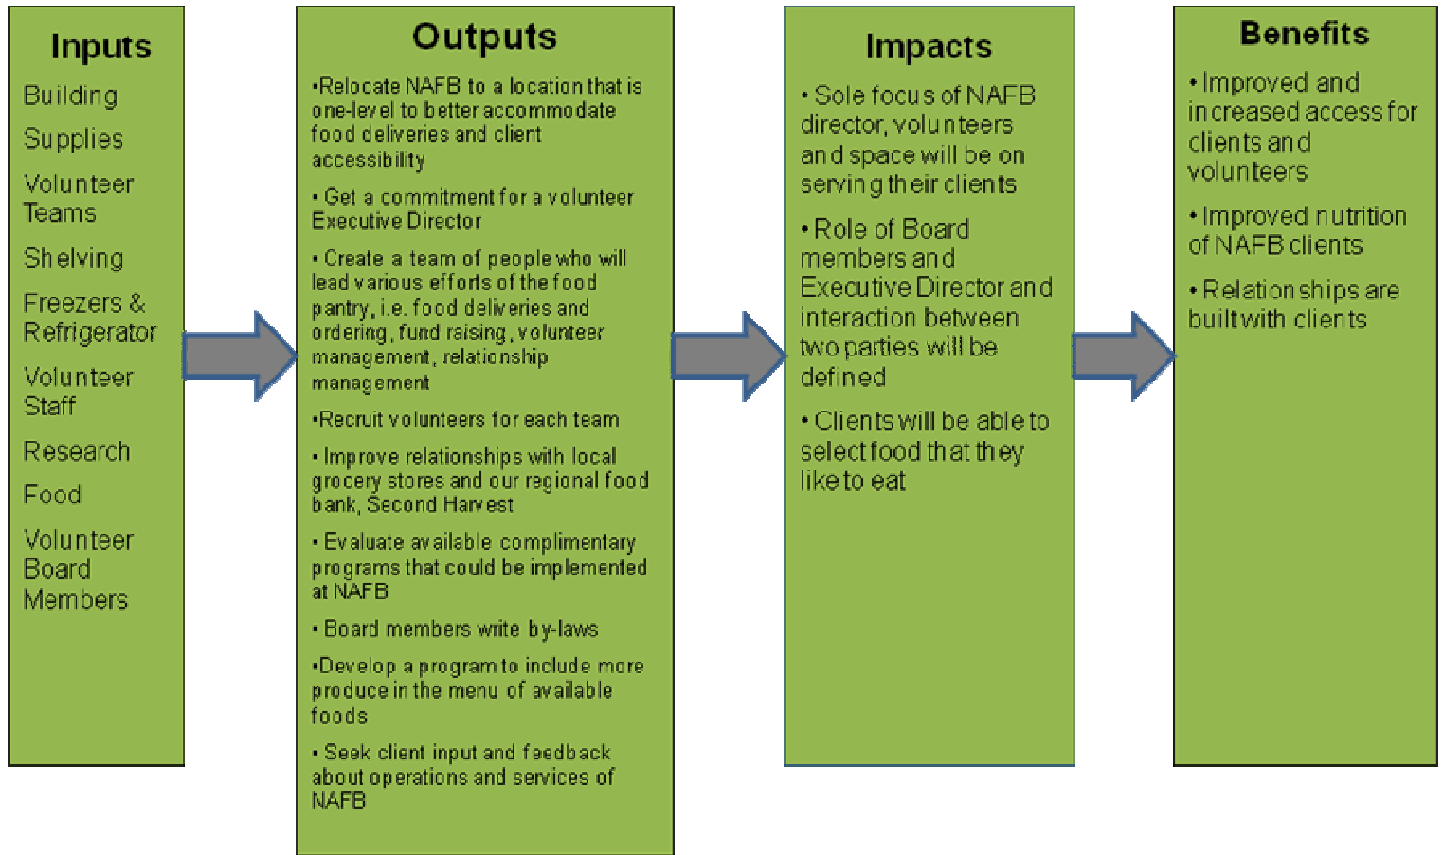 Inputs
Building
Supplies
Volunteer
Teams
Shelving
Freezers &
Refrigerator
Volunteer
Staff
Research
Food
Volunteer
Board
Members
Outputs
•Relocate NAFB to a location that is
one-level to better accommodate
food deliveries and client
accessibility
• Get a commitment for a volunteer
Executive Director
• Create a team of people who will
lead various efforts of the food
pantry, i.e. food deliveries and
ordering, fund raising, volunteer
management, relationship
management
•Recruit volunteers for each team
• Improve relationships with local
grocery stores and our regional food
bank, Second Harvest
• Evaluate available complimentary
programs that could be implemented
at NAFB
• Board members write by-laws
•Develop a program to include more
produce in the menu of available
foods
• Seek client input and feedback
about operations and services of
NAFB
Impacts
• Sole focus of NAFB
director, volunteers
and space will be on
serving their clients
• Role of Board
members and
Executive Director and
interaction between
two parties will be
defined
• Clients will be able to
select food that they
like to eat
Benefits
• Improved and
increased access for
clients and
volunteers
• Improved nutrition
of NAFB clients
• Relationships are
built with clients